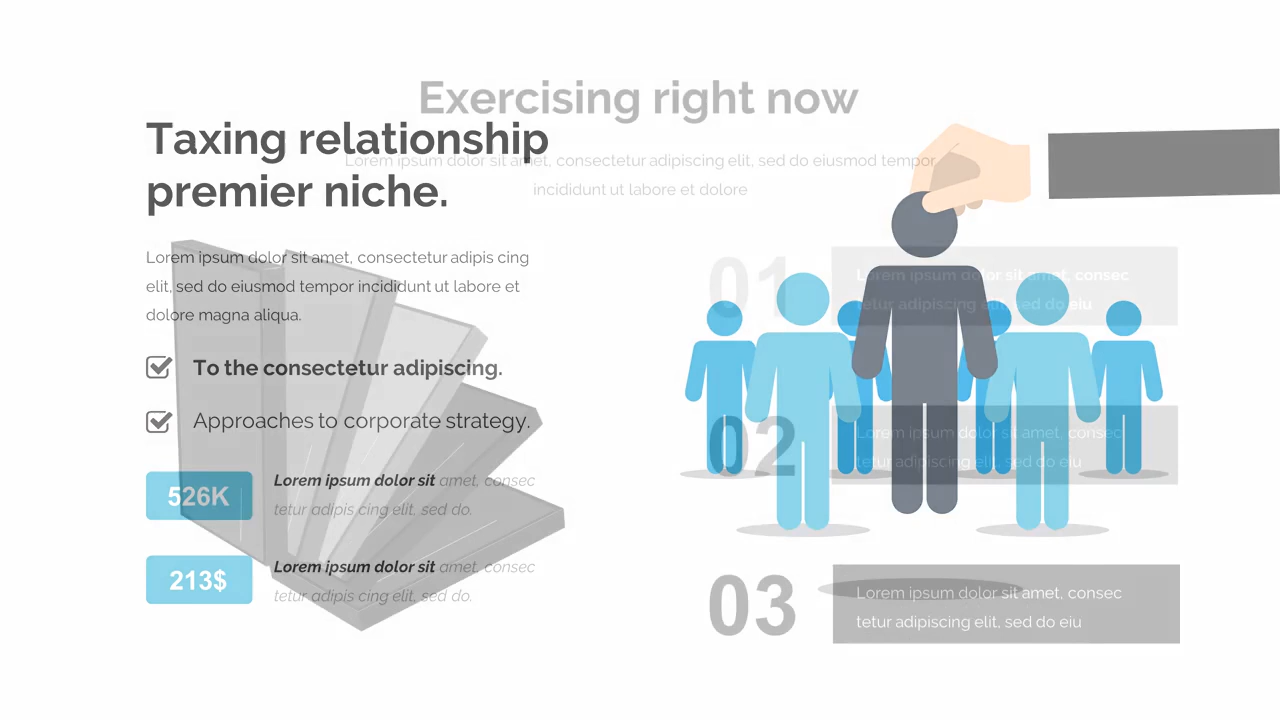 Exercising right now
Lorem ipsum dolor sit amet, consectetur adipiscing elit, sed do eiusmod tempor
incididunt ut labore et dolore
Taxing relationship
premier niche.
Lorem ipsum dolor sit amet, consectetur adipis cing
elit, sed do eiusmod tempor incididunt ut labore et
dolore magna aliqua.
To the consectetur adipiscing.
Approaches to corporate strategy.
526K
Lorem ipsum dolor sit amet, consec
tetur adipis cing elit, sed do.
213$
Lorem ipsum dolor sit amet, consec
tetur adipis cing elit, sed do.
01
Lorem ipsum dolor sit amet, consec
tetur adipiscing elit, sed do eiu
02
Lorem ipsum dolor sit amet, consec
tetur adipiscing elit, sed do eiu
03
Lorem ipsum dolor sit amet, consec
tetur adipiscing elit, sed do eiu